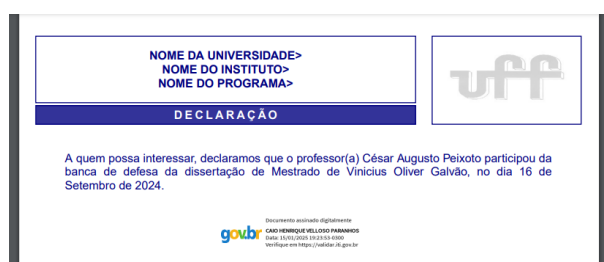 NOME DA UNIVERSIDADE>
NOME DO INSTITUTO>
NOME DO PROGRAMA>
uff
DECLARAÇÃO
A quem possa interessar, declaramos que o professor(a) César Augusto Peixoto participou da
banca de defesa da dissertação de Mestrado de Vinicius Oliver Galvão, no dia 16 de
Setembro de 2024.
gov.br
Documento assinado digitalmente
CAIO HENRIQUE VELLOSO PARANHOS
Data: 15/01/2025 19:23:53-0300
Verifique em https://validar.iti.gov.br